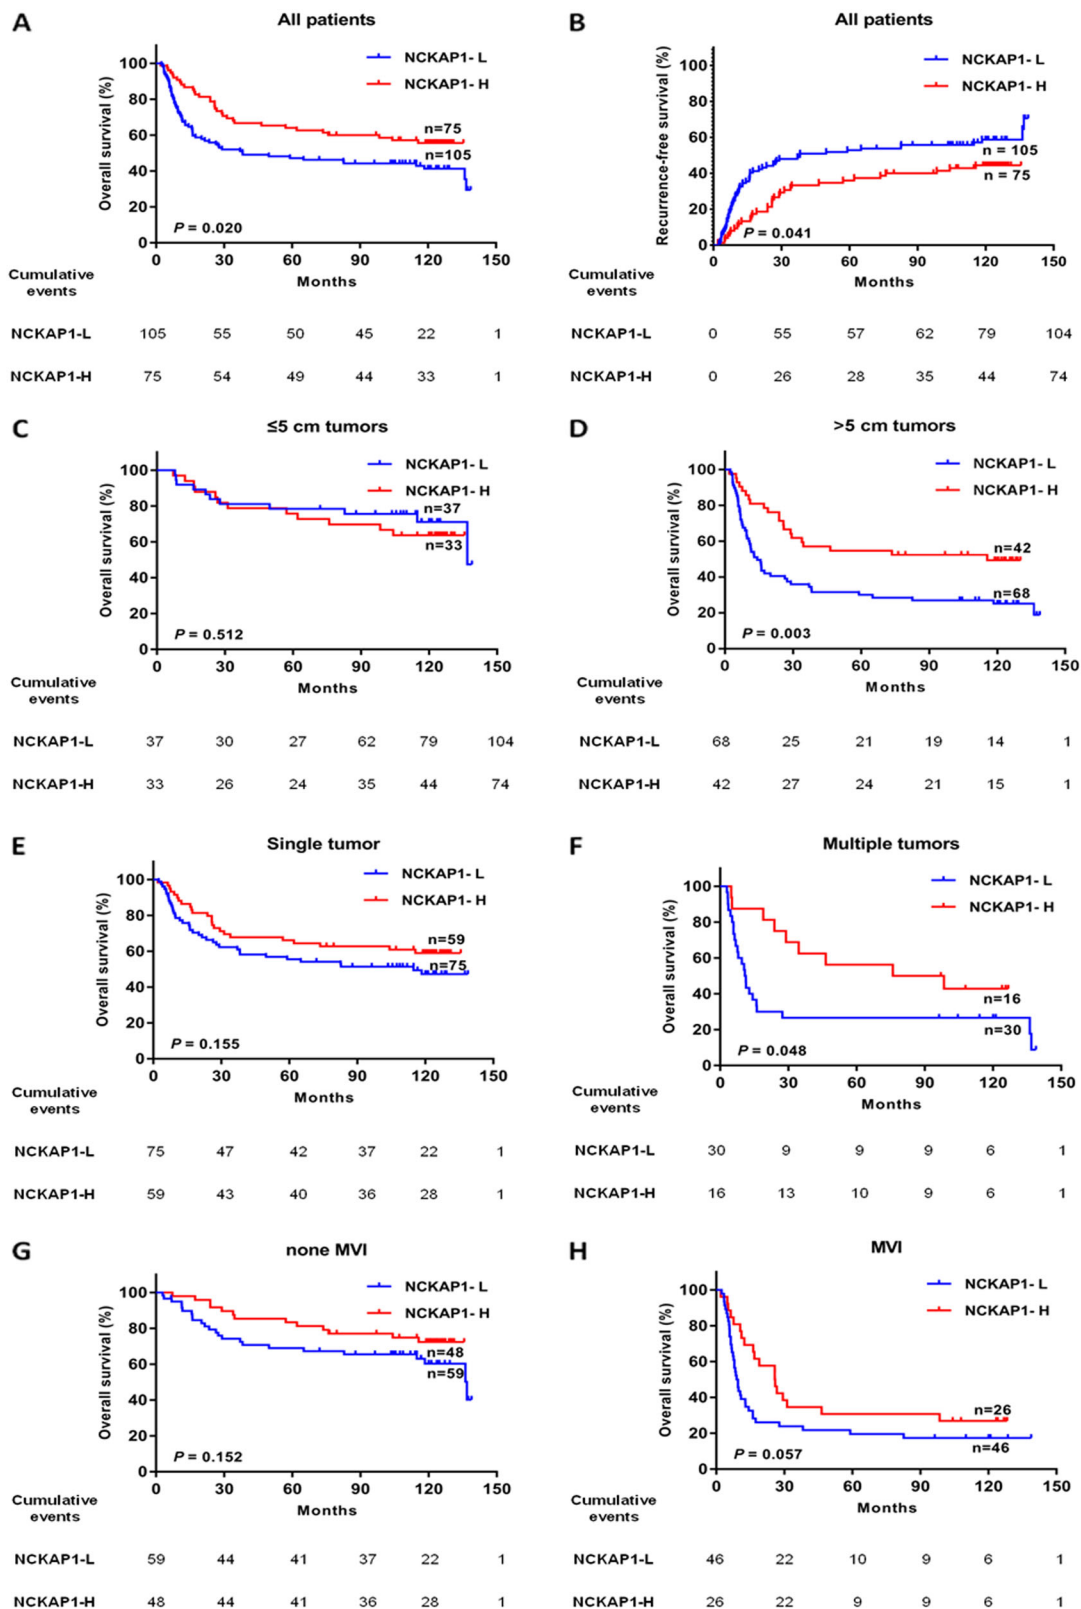 A
All patients
NCKAP1- L
NCKAP1- H
Overall survival (%)
100
80
60
40
20
0
n=75
n=105
P = 0.020
0 30 60 90 120 150
Months
Cumulative
events
NCKAP1-L 105 55 50 45 22 1
NCKAP1-H 75 54 49 44 33 1
B
All patients
NCKAP1- L
NCKAP1- H
Recurrence-free survival (%)
100
80
60
40
20
0
n = 105
n = 75
P = 0.041
0 30 60 90 120 150
Months
Cumulative
events
NCKAP1-L 0 55 57 62 79 104
NCKAP1-H 0 26 28 35 44 74
C
≤5 cm tumors
NCKAP1- L
NCKAP1- H
Overall survival (%)
100
80
60
40
20
0
n=37
n=33
P = 0.512
0 30 60 90 120 150
Months
Cumulative
events
NCKAP1-L 37 30 27 62 79 104
NCKAP1-H 33 26 24 35 44 74
D
>5 cm tumors
NCKAP1- L
NCKAP1- H
Overall survival (%)
100
80
60
40
20
0
n=42
n=68
P = 0.003
0 30 60 90 120 150
Months
Cumulative
events
NCKAP1-L 68 25 21 19 14 1
NCKAP1-H 42 27 24 21 15 1
E
Single tumor
NCKAP1- L
NCKAP1- H
Overall survival (%)
100
80
60
40
20
0
n=59
n=75
P = 0.155
0 30 60 90 120 150
Months
Cumulative
events
NCKAP1-L 75 47 42 37 22 1
NCKAP1-H 59 43 40 36 28 1
F
Multiple tumors
NCKAP1- L
NCKAP1- H
Overall survival (%)
100
80
60
40
20
0
n=16
n=30
P = 0.048
0 30 60 90 120 150
Months
Cumulative
events
NCKAP1-L 30 9 9 9 6 1
NCKAP1-H 16 13 10 9 6 1
G
none MVI
NCKAP1- L
NCKAP1- H
Overall survival (%)
100
80
60
40
20
0
n=48
n=59
P = 0.152
0 30 60 90 120 150
Months
Cumulative
events
NCKAP1-L 59 44 41 37 22 1
NCKAP1-H 48 44 41 36 28 1
H
MVI
NCKAP1- L
NCKAP1- H
Overall survival (%)
100
80
60
40
20
0
n=26
n=46
P = 0.057
0 30 60 90 120 150
Months
Cumulative
events
NCKAP1-L 46 22 10 9 6 1
NCKAP1-H 26 22 9 9 6 1